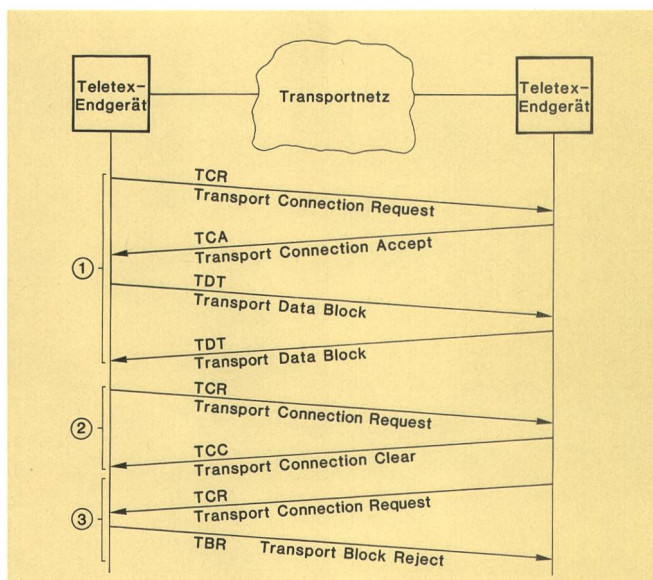 Teletex-
Endgerät
Transportnetz
Teletex-
Endgerät
TCR
Transport Connection Request
TCA
Transport Connection Accept
①
TDT
Transport Data Block
TDT
Transport Data Block
TCR
Transport Connection Request
②
TCC
Transport Connection Clear
TCR
Transport Connection Request
③
TBR Transport Block Reject